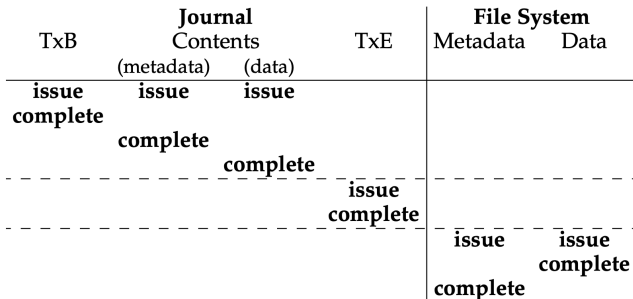 Journal File System
TxB Contents TxE Metadata Data
(metadata) (data)
issue issue issue
complete
complete
complete
issue
complete
issue issue
complete
complete